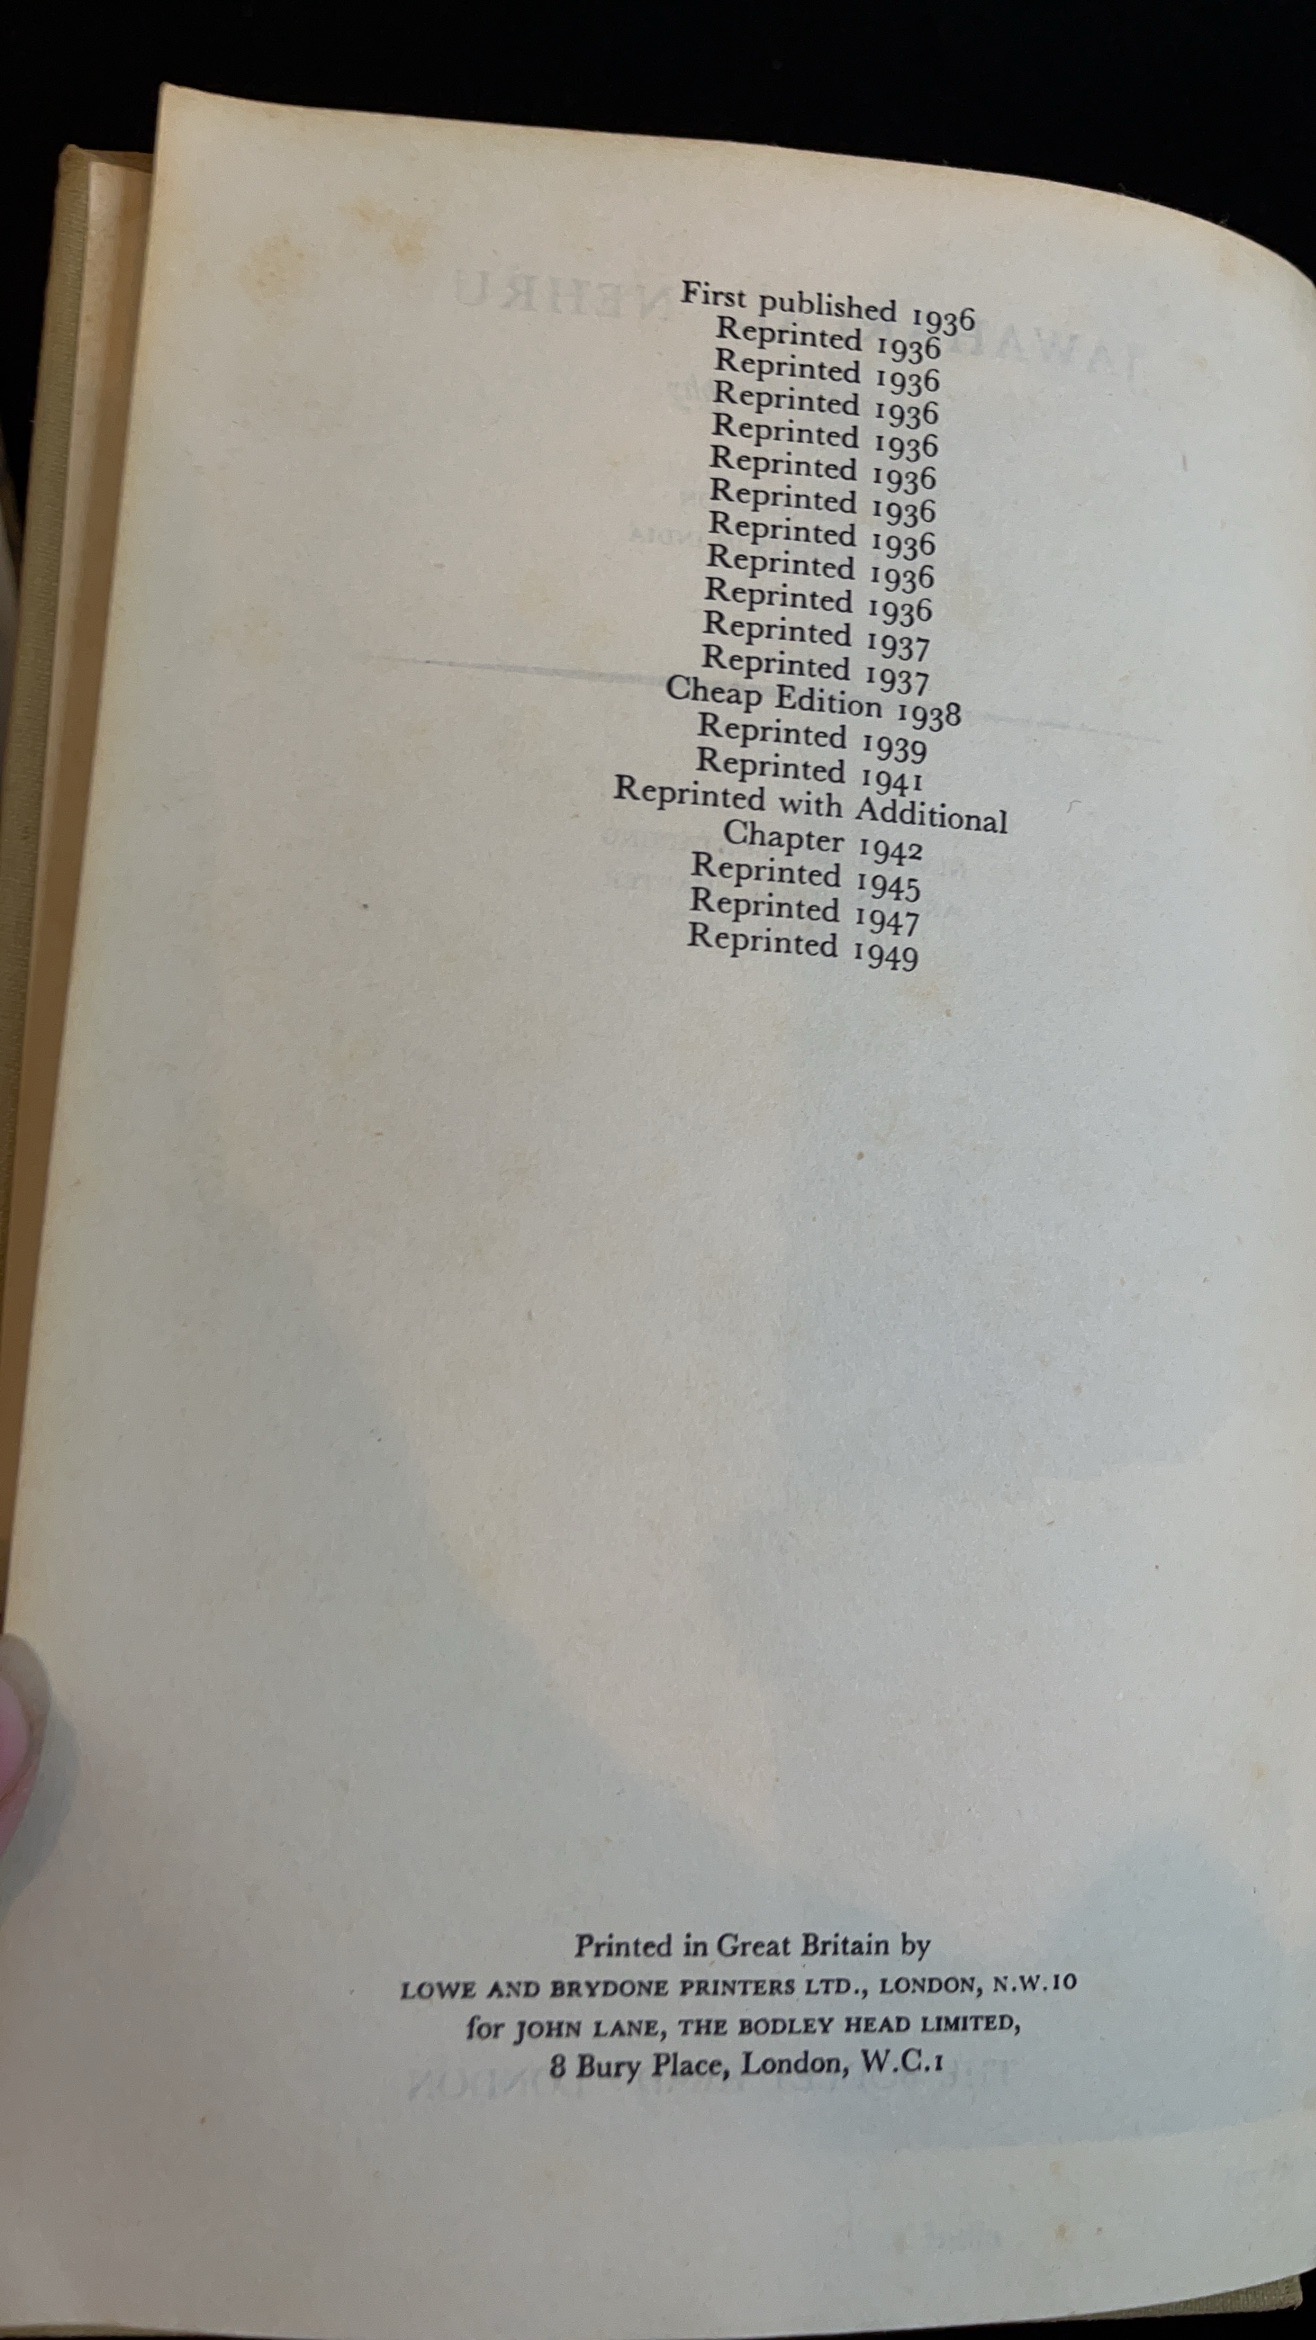 First published 1936
Reprinted 1936
Reprinted 1936
Reprinted 1936
Reprinted 1936
Reprinted 1936
Reprinted 1936
Reprinted 1936
Reprinted 1936
Reprinted 1936
Reprinted 1937
Reprinted 1937
Cheap Edition 1938
Reprinted 1939
Reprinted 1941
Reprinted with Additional
Chapter 1942
Reprinted 1945
Reprinted 1947
Reprinted 1949
Printed in Great Britain by
LOWE AND BRYDONE PRINTERS LTD., LONDON, N.W.10
for JOHN LANE, THE BODLEY HEAD LIMITED,
8 Bury Place, London, W.C.1